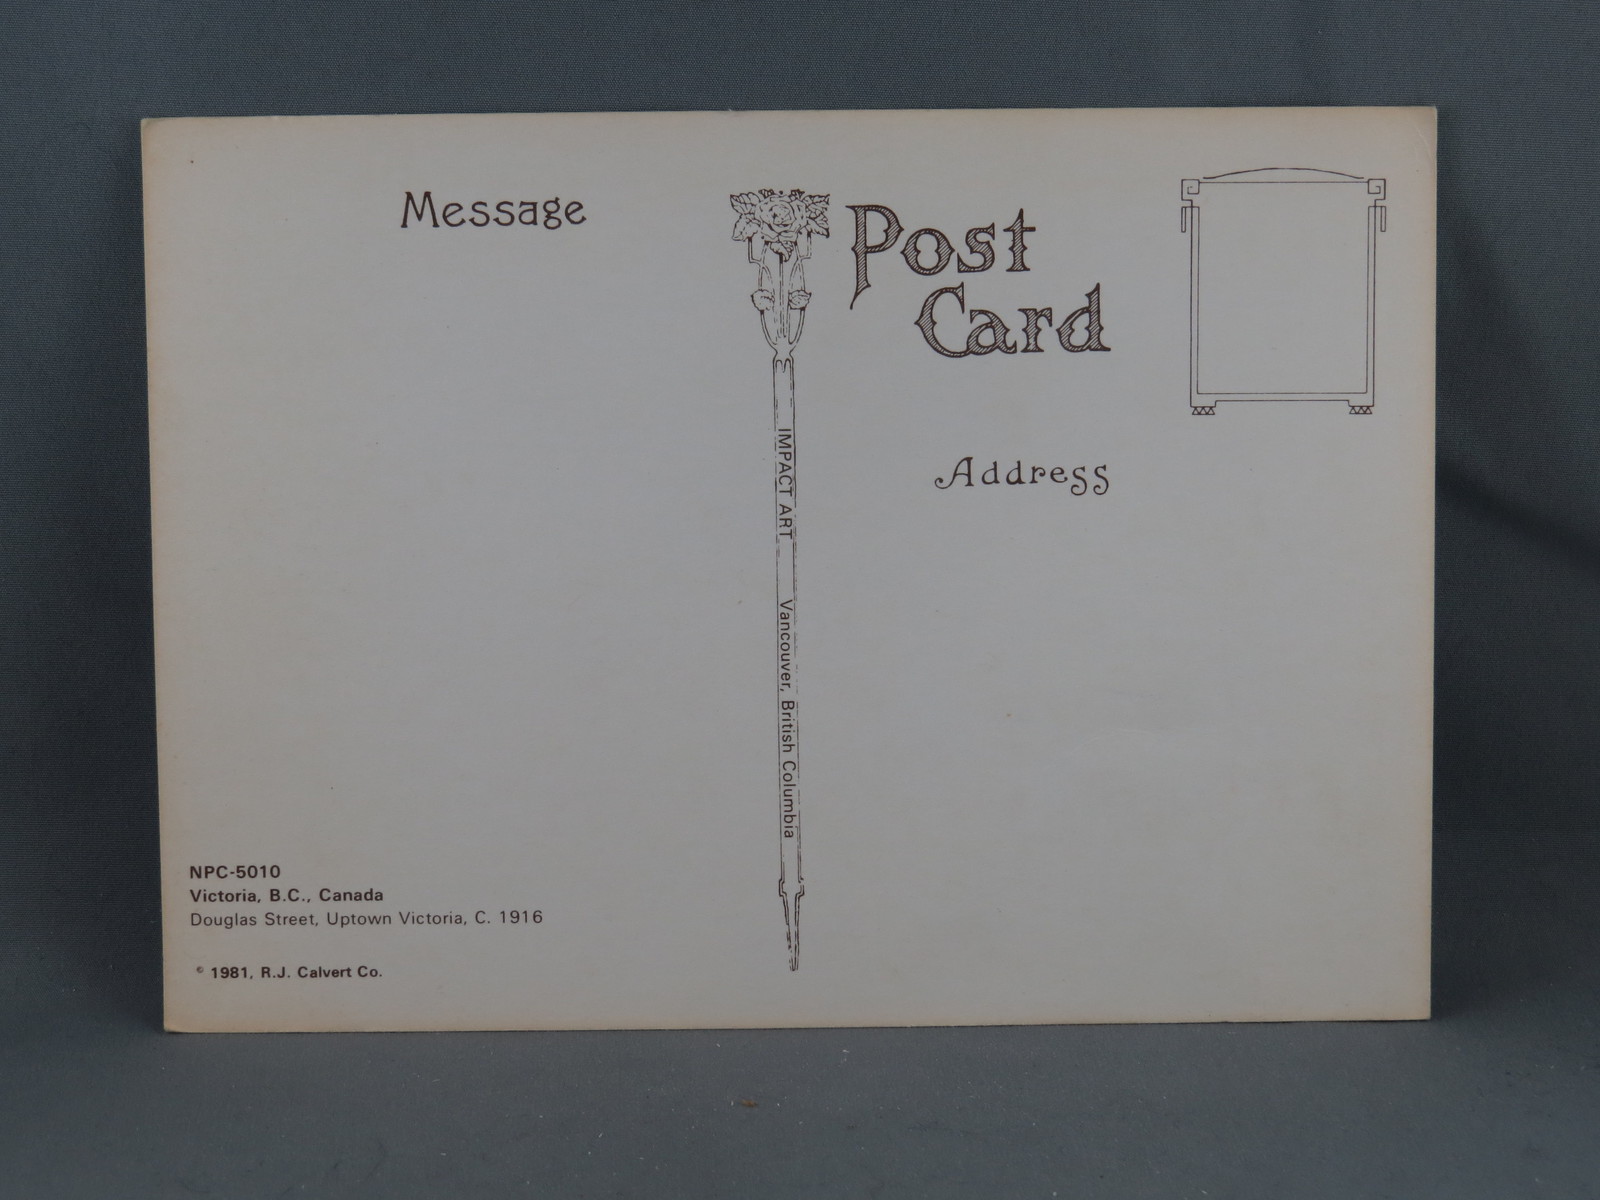 Message
Post
Card
Address
IMPACT ART Vancouver, British Columbia
NPC-5010
Victoria, B.C., Canada
Douglas Street, Uptown Victoria, C. 1916
© 1981, R.J. Calvert Co.